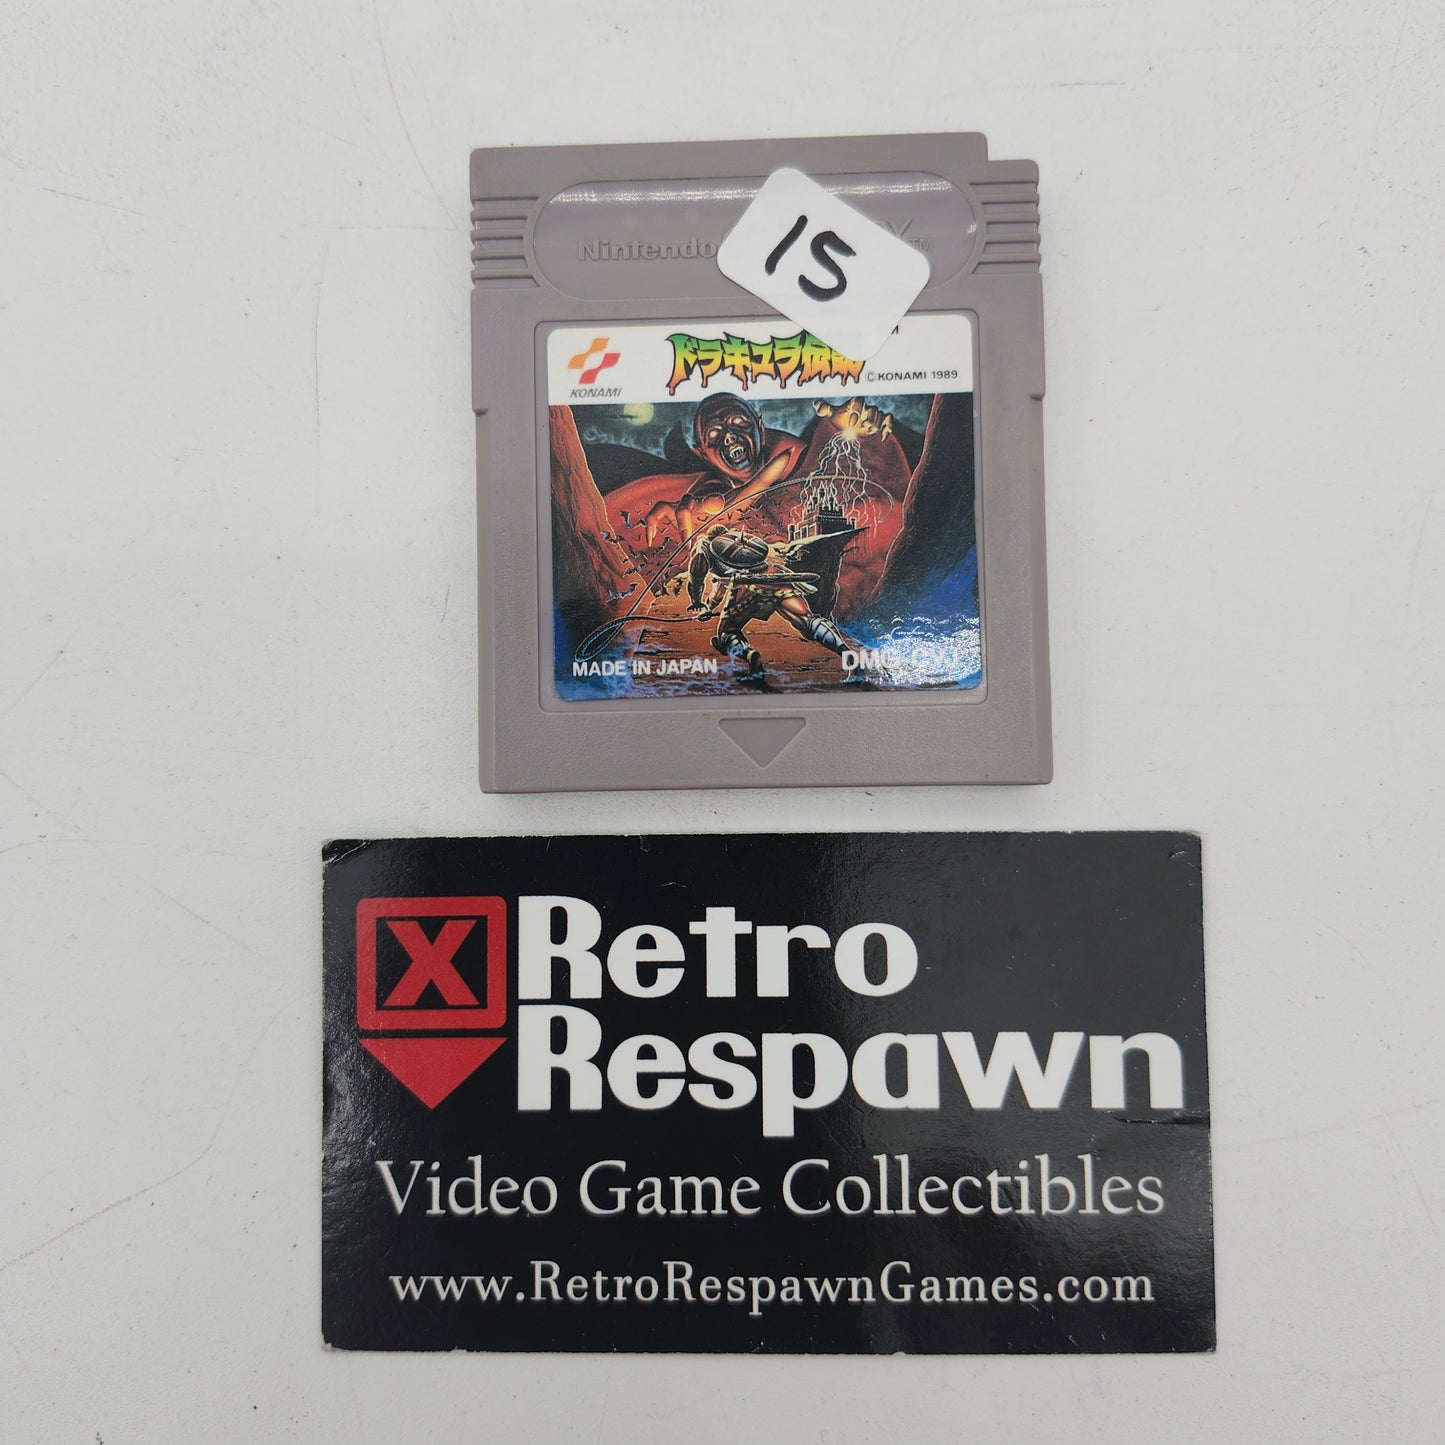 Nintendo
TM
15
KONAMI
ドラキュラ伝説
©KONAMI 1989
MADE IN JAPAN
X
Retro
Respawn
Video Game Collectibles
www.RetroRespawnGames.com